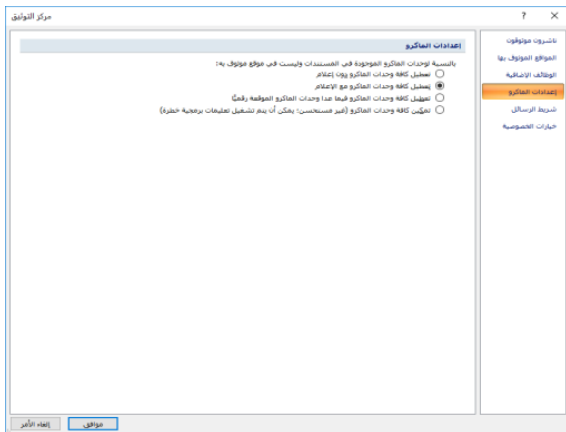 مركز التوثيق
ناشرون موثوقون
المواقع الموثوق بها
الوظائف الإضافية
إعدادات الماكرو
شريط الرسائل
خيارات الخصوصية
إعدادات الماكرو
بالنسبة لوحدات الماكرو الموجودة في المستندات وليست في موقع موثوق به:
تعطيل كافة وحدات الماكرو دون إعلام
تعطيل كافة وحدات الماكرو مع الإعلام
تعطيل كافة وحدات الماكرو فيما عدا وحدات الماكرو الموقعة رقميًا
تمكين كافة وحدات الماكرو (غير مستحسن؛ يمكن أن يتم تشغيل تعليمات برمجية خطرة)
موافق
إلغاء الأمر